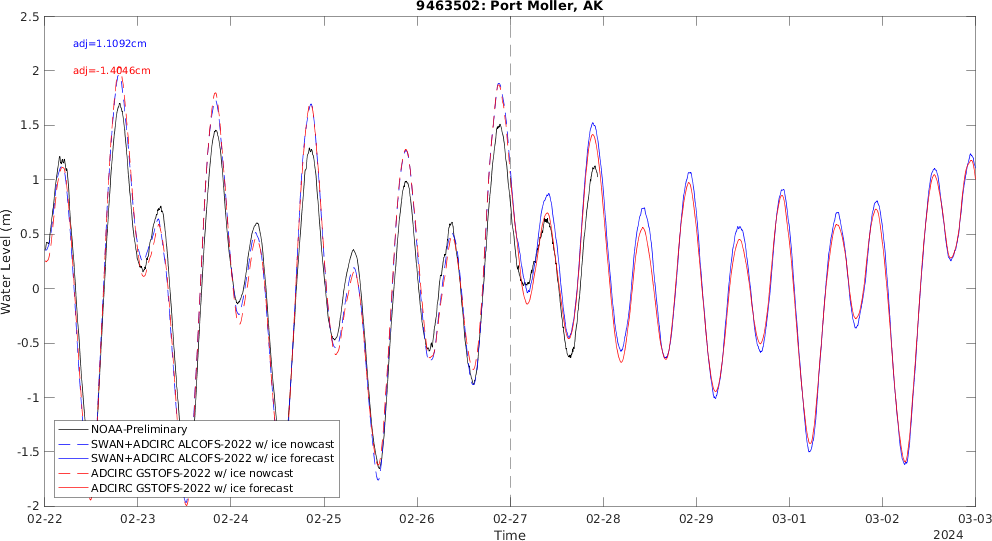 9463502: Port Moller, AK
adj=1.1092cm
adj=-1.4046cm
Water Level (m)
2.5
2
1.5
1
0.5
0
-0.5
-1
-1.5
-2
NOAA-Preliminary
SWAN+ADCIRC ALCOFS-2022 w/ ice nowcast
SWAN+ADCIRC ALCOFS-2022 w/ ice forecast
ADCIRC GSTOFS-2022 w/ ice nowcast
ADCIRC GSTOFS-2022 w/ ice forecast
02-22 02-23 02-24 02-25 02-26 02-27 02-28 02-29 03-01 03-02 03-03
Time
2024